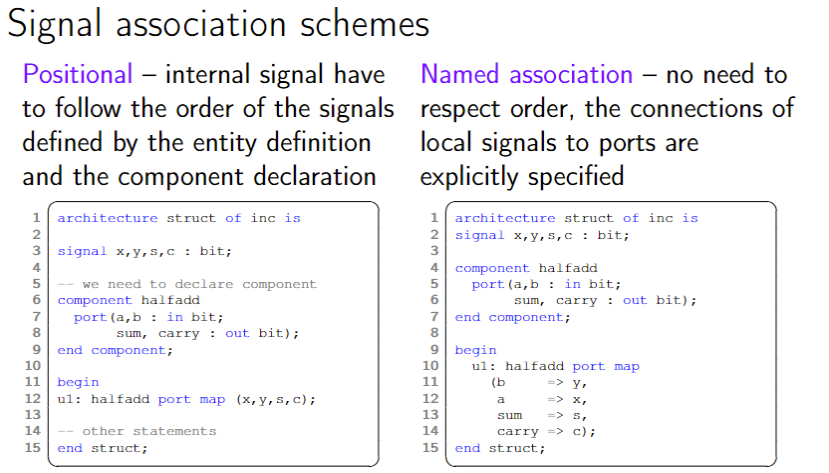 Signal association schemes
Positional – internal signal have
to follow the order of the signals
defined by the entity definition
and the component declaration
1 architecture struct of inc is
2
3 signal x,y,s,c : bit;
4
5 -- we need to declare component
6 component halfadd
7 port(a,b : in bit;
8 sum, carry : out bit);
9 end component;
10
11 begin
12 u1: halfadd port map (x,y,s,c);
13
14 -- other statements
15 end struct;
Named association – no need to
respect order, the connections of
local signals to ports are
explicitly specified
1 architecture struct of inc is
2 signal x,y,s,c : bit;
3
4 component halfadd
5 port(a,b : in bit;
6 sum, carry : out bit);
7 end component;
8
9 begin
10 u1: halfadd port map
11 (b => y,
12 a => x,
13 sum => s,
14 carry => c);
15 end struct;